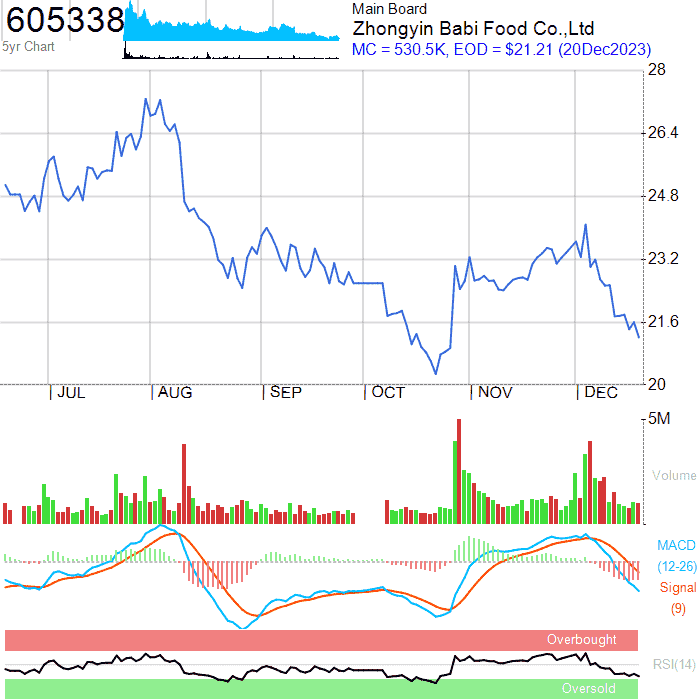 605338
5yr Chart
Main Board
Zhongyin Babi Food Co.,Ltd
MC = 530.5K, EOD = $21.21 (20Dec2023)
28
26.4
24.8
23.2
21.6
20
JUL AUG SEP OCT NOV DEC
5M
Volume
MACD
(12-26)
Signal
(9)
Overbought
RSI(14)
Oversold